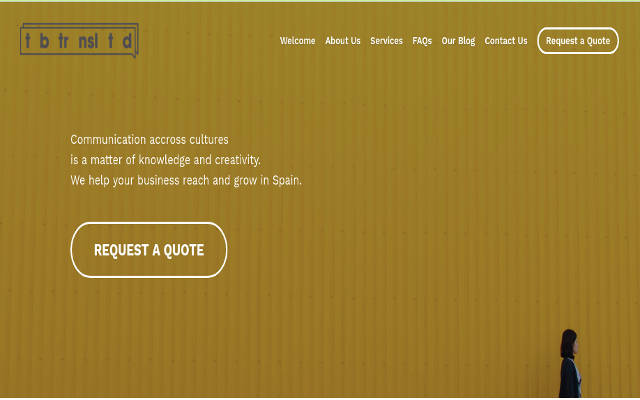 t b tr nsl t d
Welcome About Us Services FAQs Our Blog Contact Us Request a Quote
Communication accross cultures
is a matter of knowledge and creativity.
We help your business reach and grow in Spain.
REQUEST A QUOTE